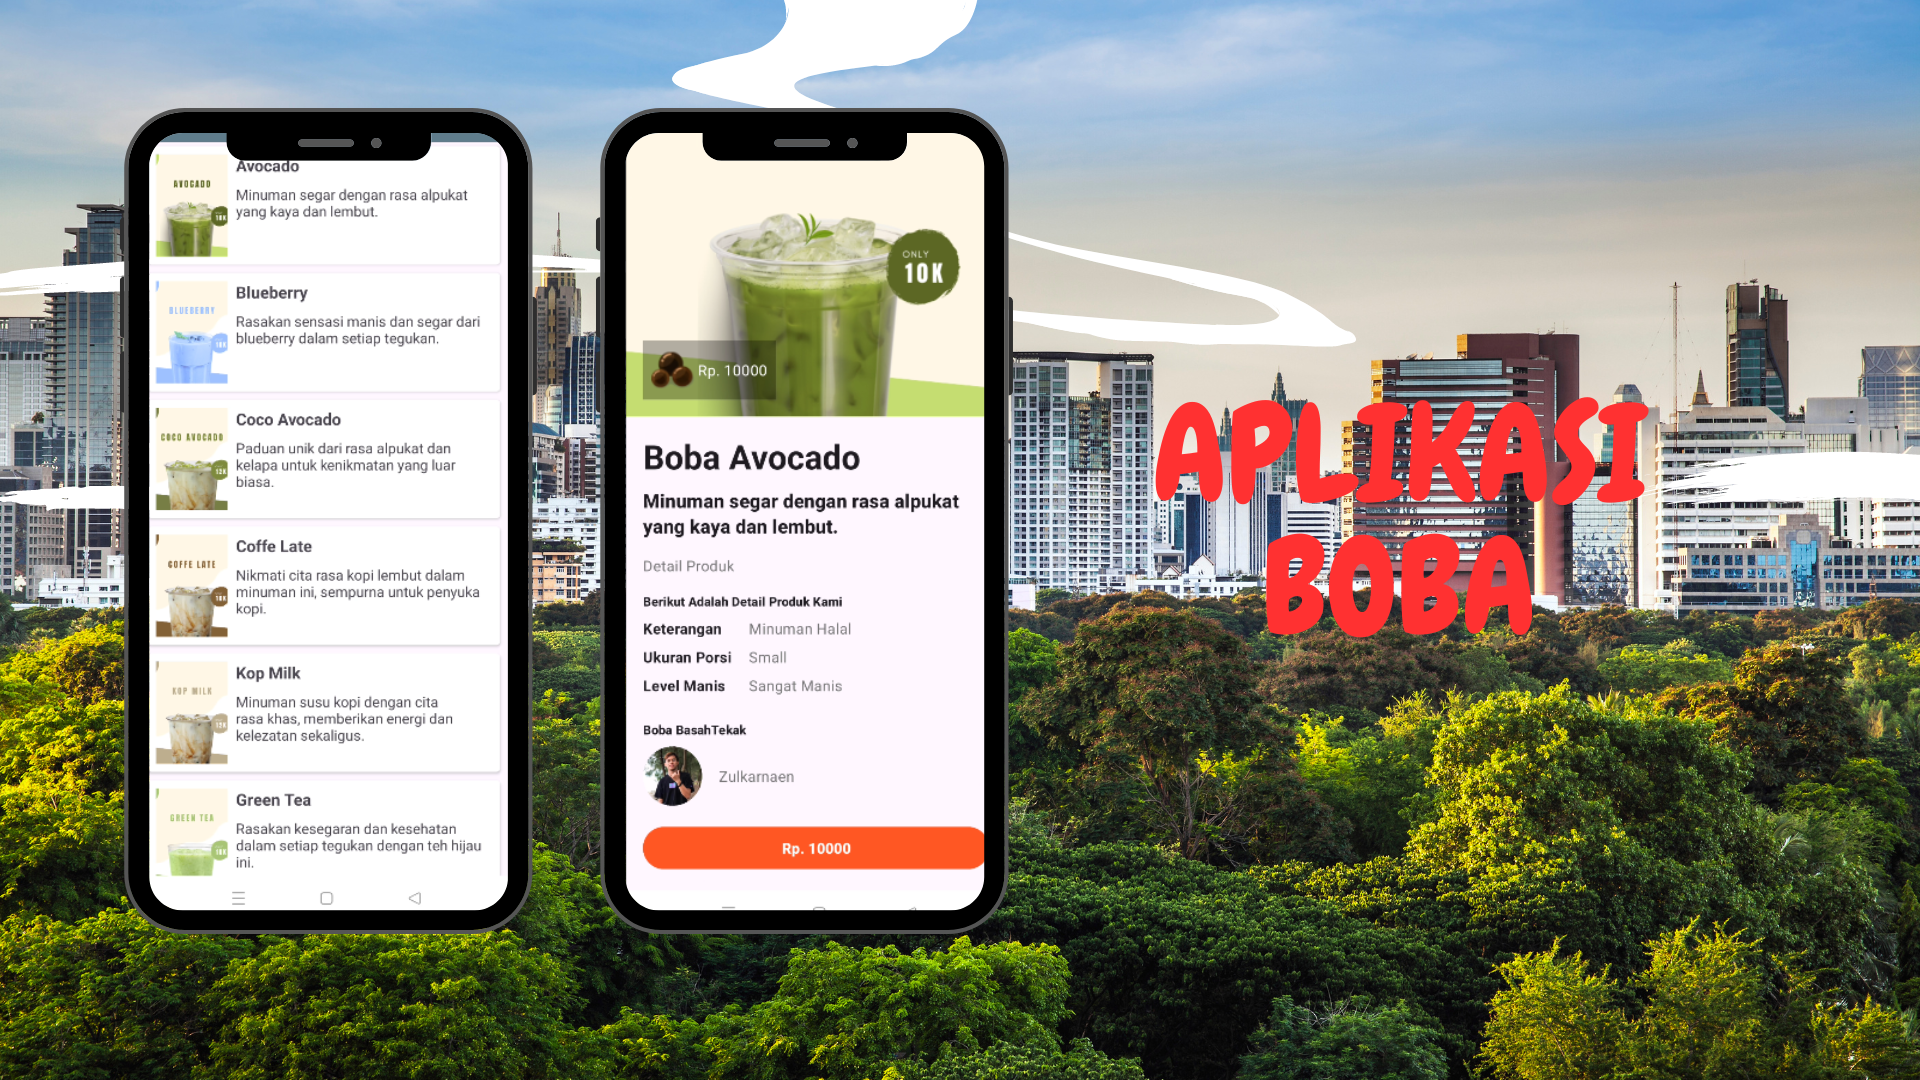 Avocado
AVOCADO
Minuman segar dengan rasa alpukat
yang kaya dan lembut.
10K
Blueberry
BLUEBERRY
Rasakan sensasi manis dan segar dari
blueberry dalam setiap tegukan.
Coco Avocado
COCO AVOCADO
Paduan unik dari rasa alpukat dan
kelapa untuk kenikmatan yang luar
biasa.
12K
Coffe Late
COFFE LATE
Nikmati cita rasa kopi lembut dalam
minuman ini, sempurna untuk penyuka
kopi.
10K
Kop Milk
KOP MILK
Minuman susu kopi dengan cita
rasa khas, memberikan energi dan
kelezatan sekaligus.
12K
Green Tea
GREEN TEA
Rasakan kesegaran dan kesehatan
dalam setiap tegukan dengan teh hijau
ini.
ONLY
10K
Rp. 10000
Boba Avocado
Minuman segar dengan rasa alpukat
yang kaya dan lembut.
Detail Produk
Berikut Adalah Detail Produk Kami
Keterangan Minuman Halal
Ukuran Porsi Small
Level Manis Sangat Manis
Boba BasahTekak
Zulkarnaen
Rp. 10000
APLIKASI
BOBA